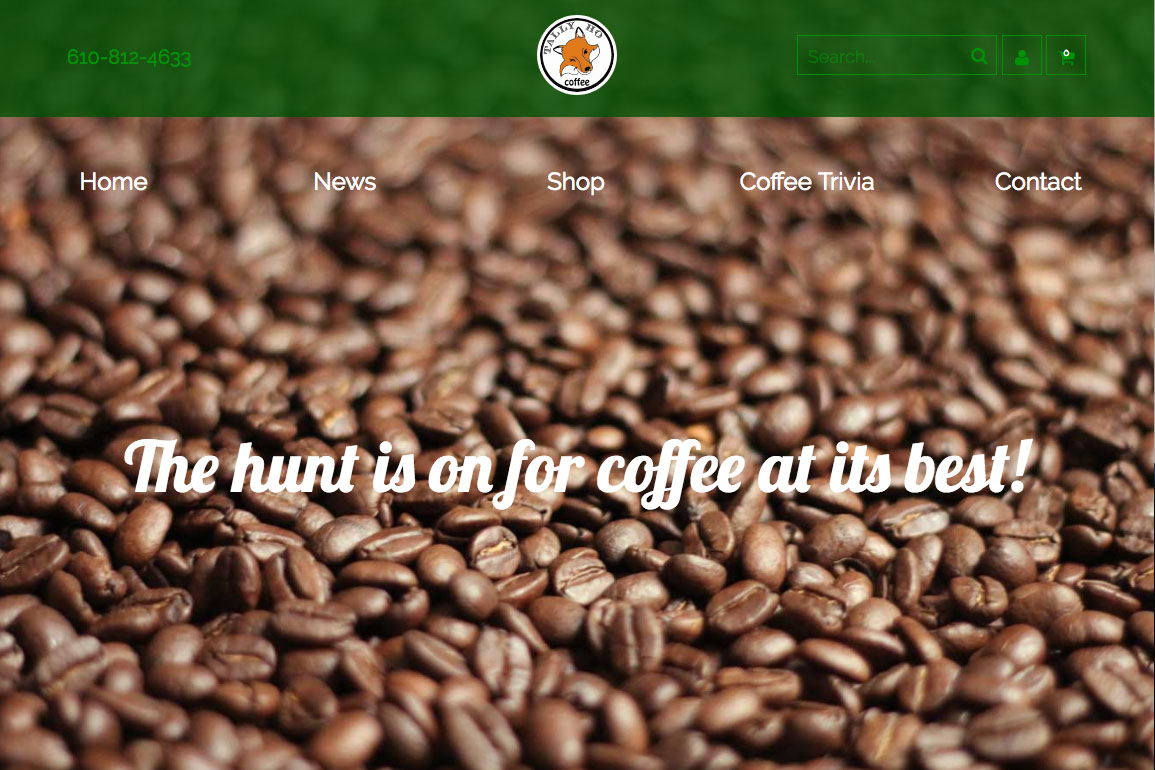 610-812-4633
TALLY HO
coffee
Search...
0
Home News Shop Coffee Trivia Contact
The hunt is on for coffee at its best!